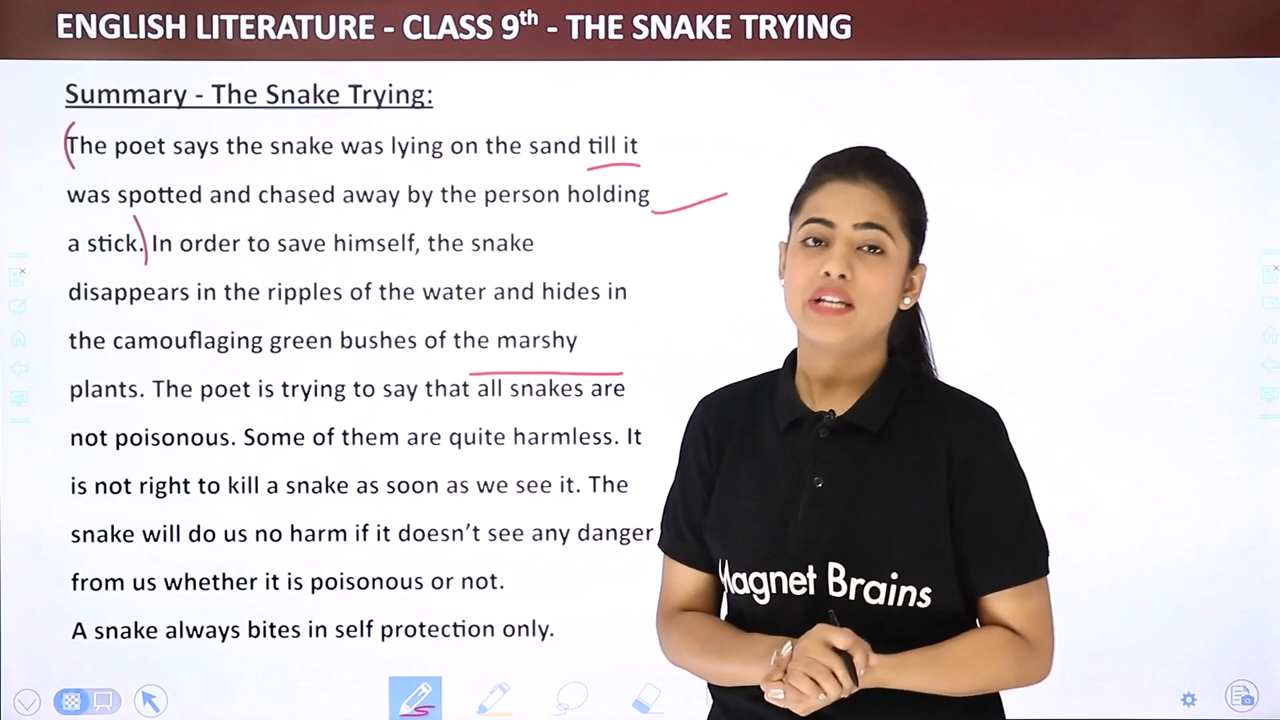 ENGLISH LITERATURE - CLASS 9th - THE SNAKE TRYING
Summary - The Snake Trying:
The poet says the snake was lying on the sand till it
was spotted and chased away by the person holding
a stick. In order to save himself, the snake
disappears in the ripples of the water and hides in
the camouflaging green bushes of the marshy
plants. The poet is trying to say that all snakes are
not poisonous. Some of them are quite harmless. It
is not right to kill a snake as soon as we see it. The
snake will do us no harm if it doesn't see any danger
from us whether it is poisonous or not.
A snake always bites in self protection only.
Magnet Brains